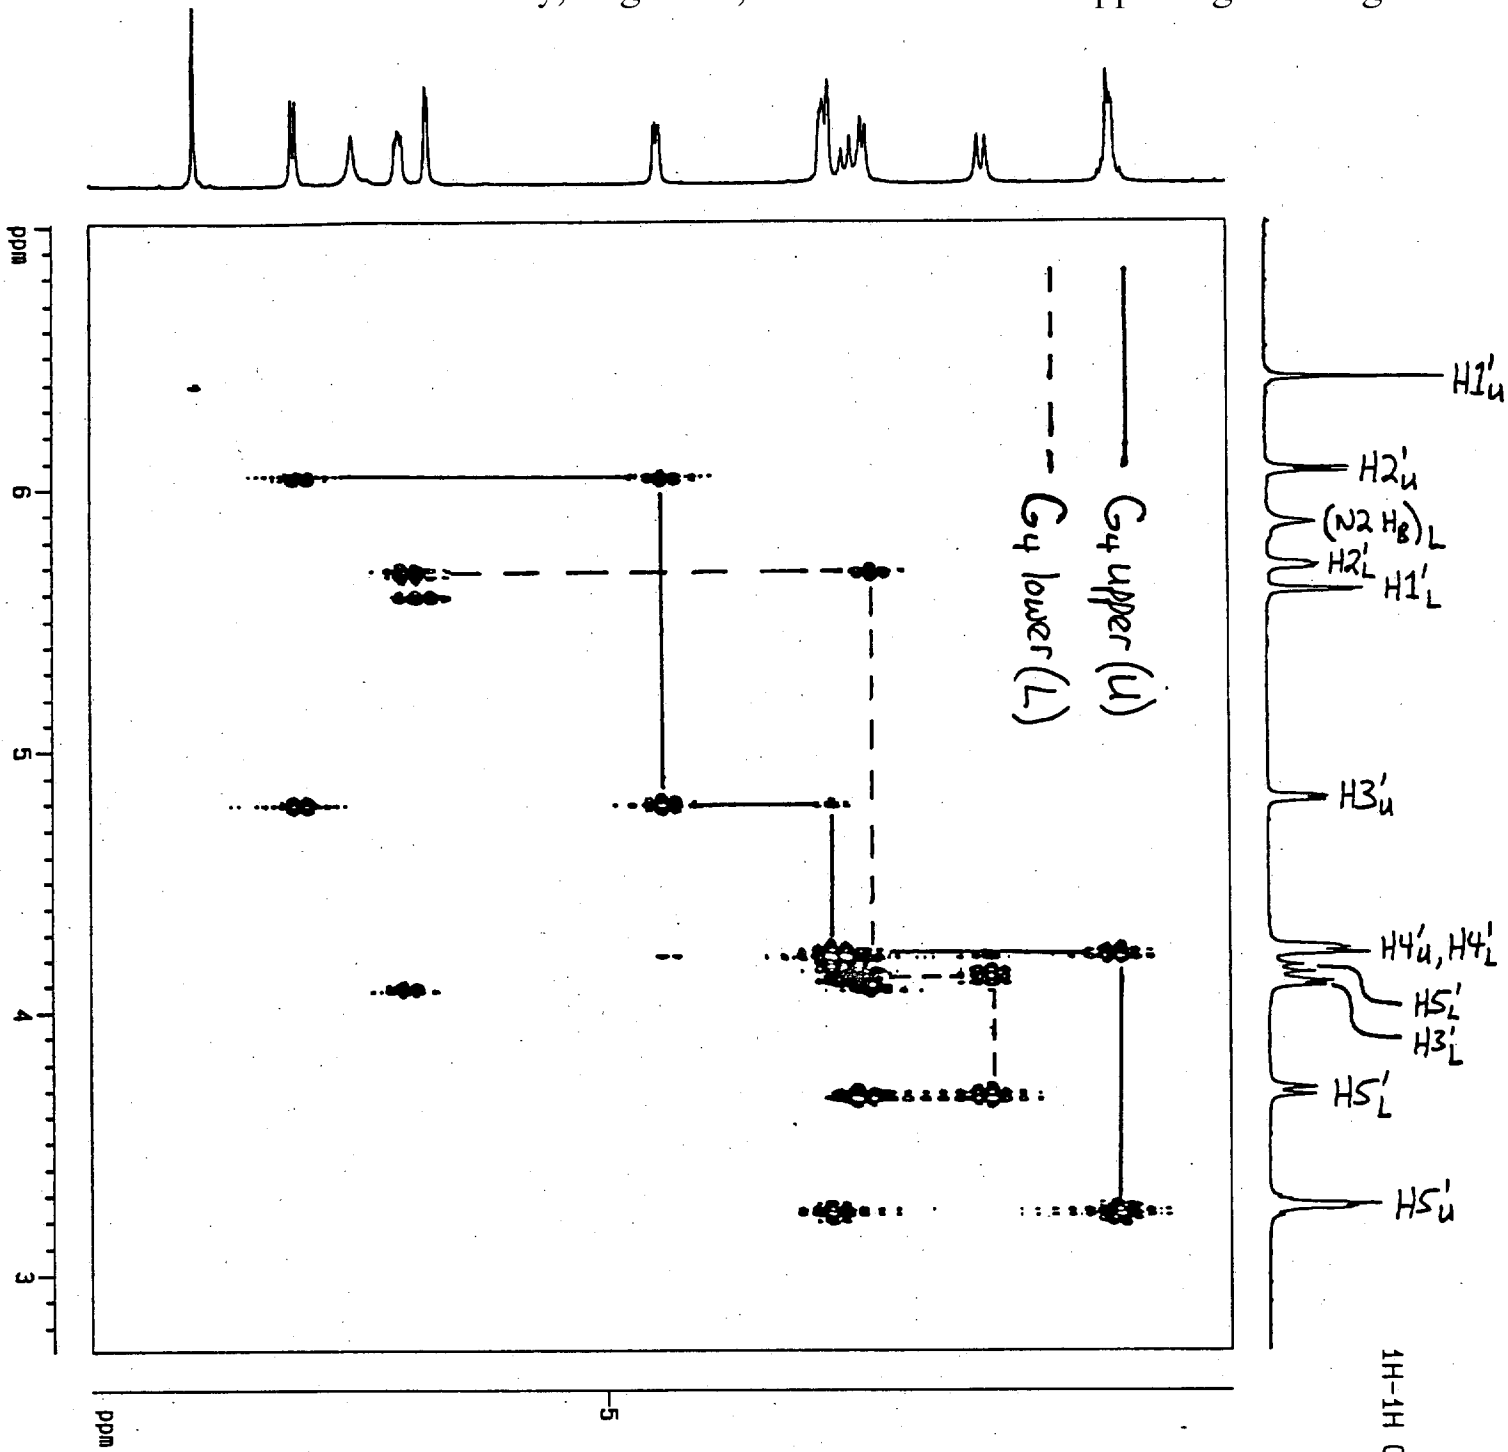 ppm
6
5
4
3
G4 upper (U)
G4 lower (L)
H1'u
H2'u
(N2 HB)L
H2'L
H1'L
H3'u
H4'u, H4'L
H5'L
H3'L
H5'L
H5'u
1H-1H
ppm
5